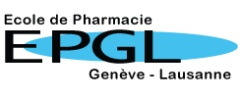 Ecole de Pharmacie
EPGL
Genève - Lausanne